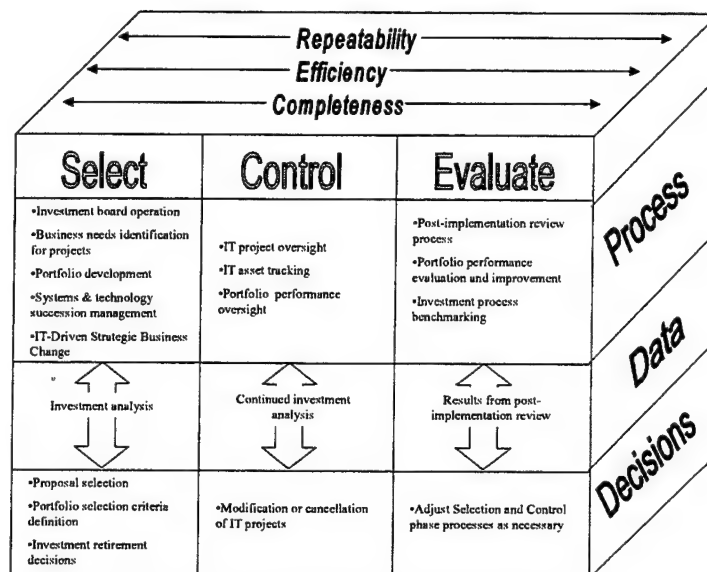 Repeatability
Efficiency
Completeness
Select
Control
Evaluate
•Investment board operation
•Business needs identification
for projects
•Portfolio development
•Systems & technology
succession management
•IT-Driven Strategic Business
Change
•IT project oversight
•IT asset tracking
•Portfolio performance
oversight
•Post-implementation review
process
•Portfolio performance
evaluation and improvement
•Investment process
benchmarking
Process
Investment analysis
Continued investment
analysis
Results from post-
implementation review
Data
•Proposal selection
•Portfolio selection criteria
definition
•Investment retirement
decisions
•Modification or cancellation
of IT projects
•Adjust Selection and Control
phase processes as necessary
Decisions